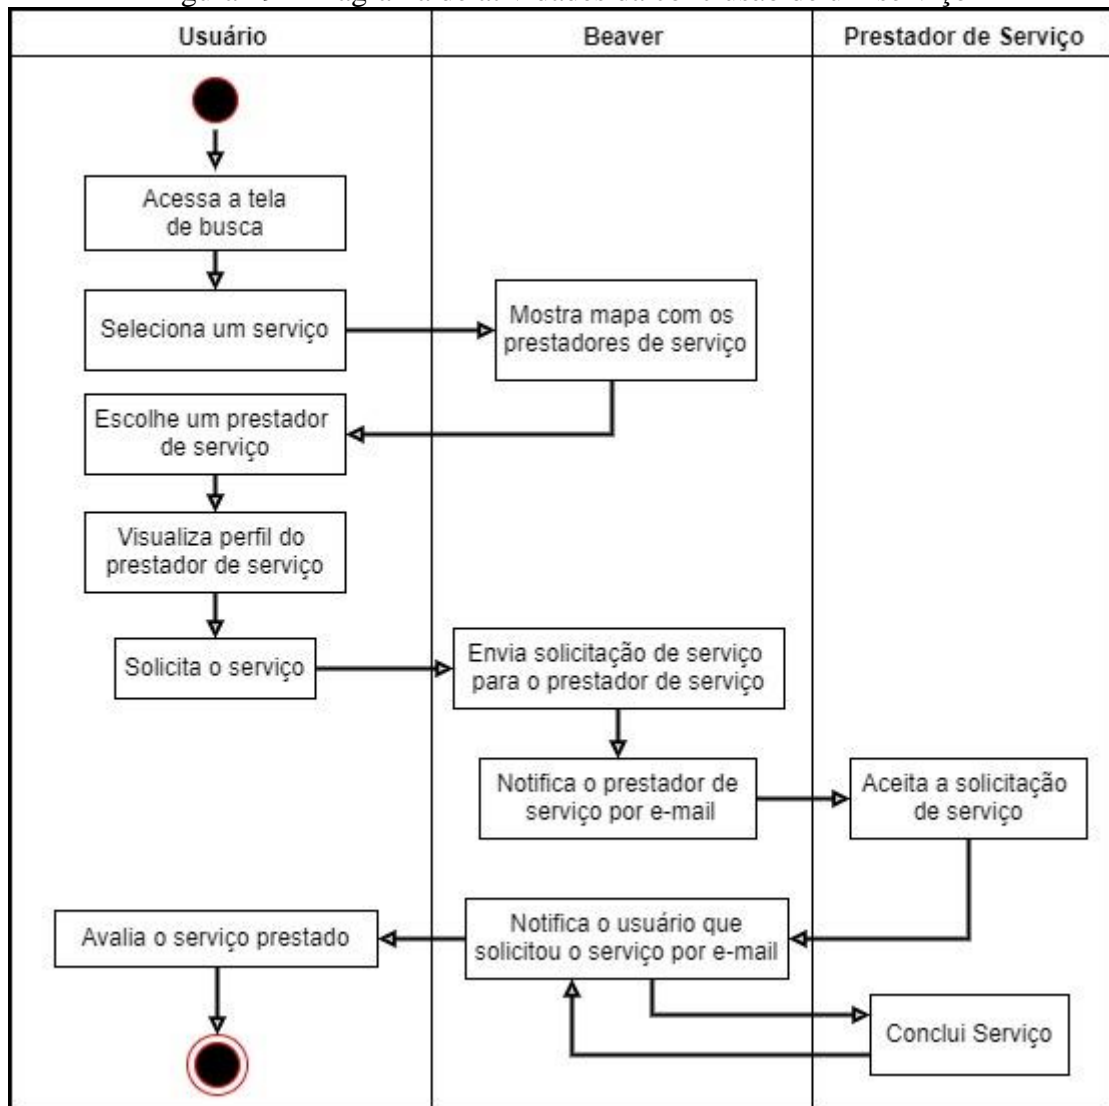 Usuário
Beaver
Prestador de Serviço
Acessa a tela
de busca
Seleciona um serviço
Mostra mapa com os
prestadores de serviço
Escolhe um prestador
de serviço
Visualiza perfil do
prestador de serviço
Solicita o serviço
Envia solicitação de serviço
para o prestador de serviço
Notifica o prestador de
serviço por e-mail
Aceita a solicitação
de serviço
Notifica o usuário que
solicitou o serviço por e-mail
Avalia o serviço prestado
Conclui Serviço